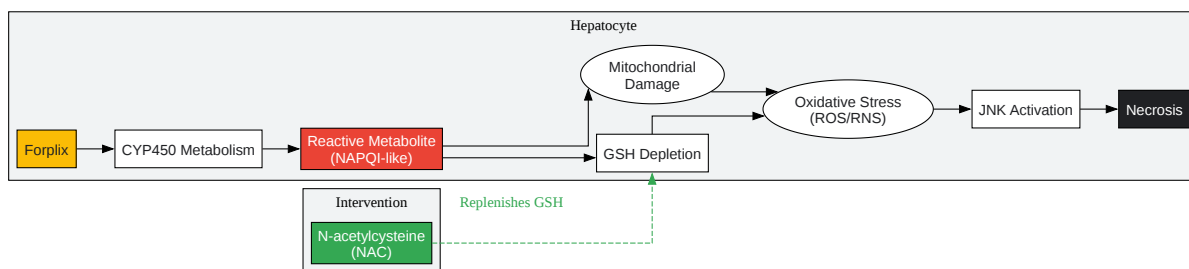 Hepatocyte
Forplix
CYP450 Metabolism
Reactive Metabolite
(NAPQI-like)
Mitochondrial
Damage
GSH Depletion
Oxidative Stress
(ROS/RNS)
JNK Activation
Necrosis
Intervention
N-acetylcysteine
(NAC)
Replenishes GSH